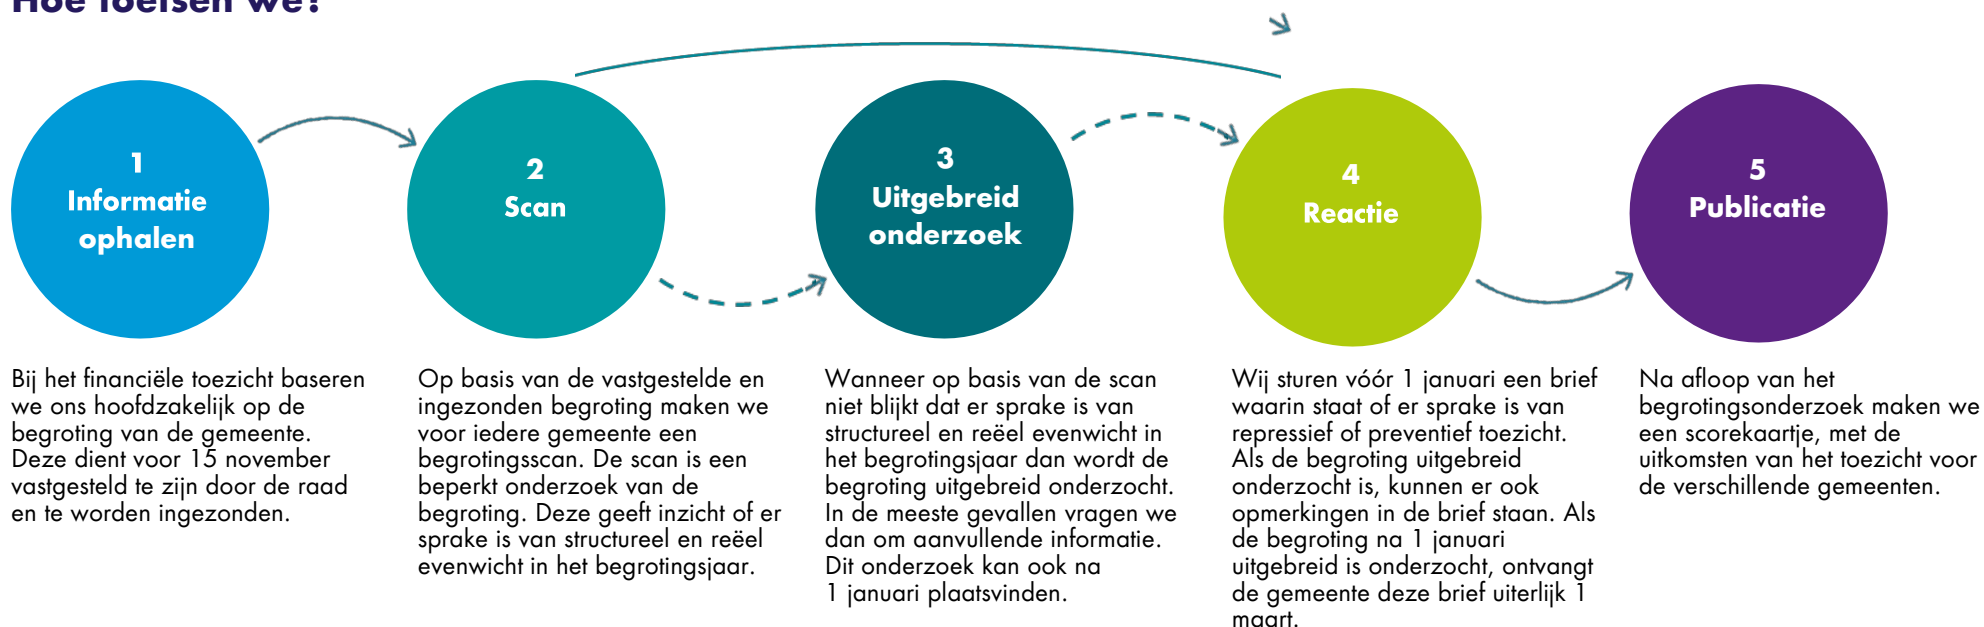 Hoe toetsen we?
1
Informatie
ophalen
2
Scan
3
Uitgebreid
onderzoek
4
Reactie
5
Publicatie
Bij het financiële toezicht baseren
we ons hoofdzakelijk op de
begroting van de gemeente.
Deze dient voor 15 november
vastgesteld te zijn door de raad
en te worden ingezonden.
Op basis van de vastgestelde en
ingezonden begroting maken we
voor iedere gemeente een
begrotingsscan. De scan is een
beperkt onderzoek van de
begroting. Deze geeft inzicht of er
sprake is van structureel en reëel
evenwicht in het begrotingsjaar.
Wanneer op basis van de scan
niet blijkt dat er sprake is van
structureel en reëel evenwicht in
het begrotingsjaar dan wordt de
begroting uitgebreid onderzocht.
In de meeste gevallen vragen we
dan om aanvullende informatie.
Dit onderzoek kan ook na
1 januari plaatsvinden.
Wij sturen vóór 1 januari een brief
waarin staat of er sprake is van
repressief of preventief toezicht.
Als de begroting uitgebreid
onderzocht is, kunnen er ook
opmerkingen in de brief staan. Als
de begroting na 1 januari
uitgebreid is onderzocht, ontvangt
de gemeente deze brief uiterlijk 1
maart.
Na afloop van het
begrotingsonderzoek maken we
een scorekaartje, met de
uitkomsten van het toezicht voor
de verschillende gemeenten.